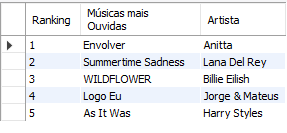 Ranking Músicas mais Ouvidas Artista
1 Envolver Anitta
2 Summertime Sadness Lana Del Rey
3 WILDFLOWER Billie Eilish
4 Logo Eu Jorge & Mateus
5 As It Was Harry Styles